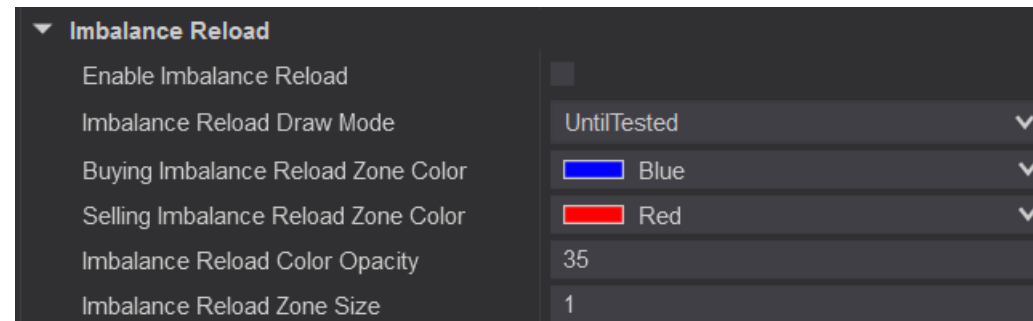 Imbalance Reload
Enable Imbalance Reload
Imbalance Reload Draw Mode UntilTested
Buying Imbalance Reload Zone Color Blue
Selling Imbalance Reload Zone Color Red
Imbalance Reload Color Opacity 35
Imbalance Reload Zone Size 1